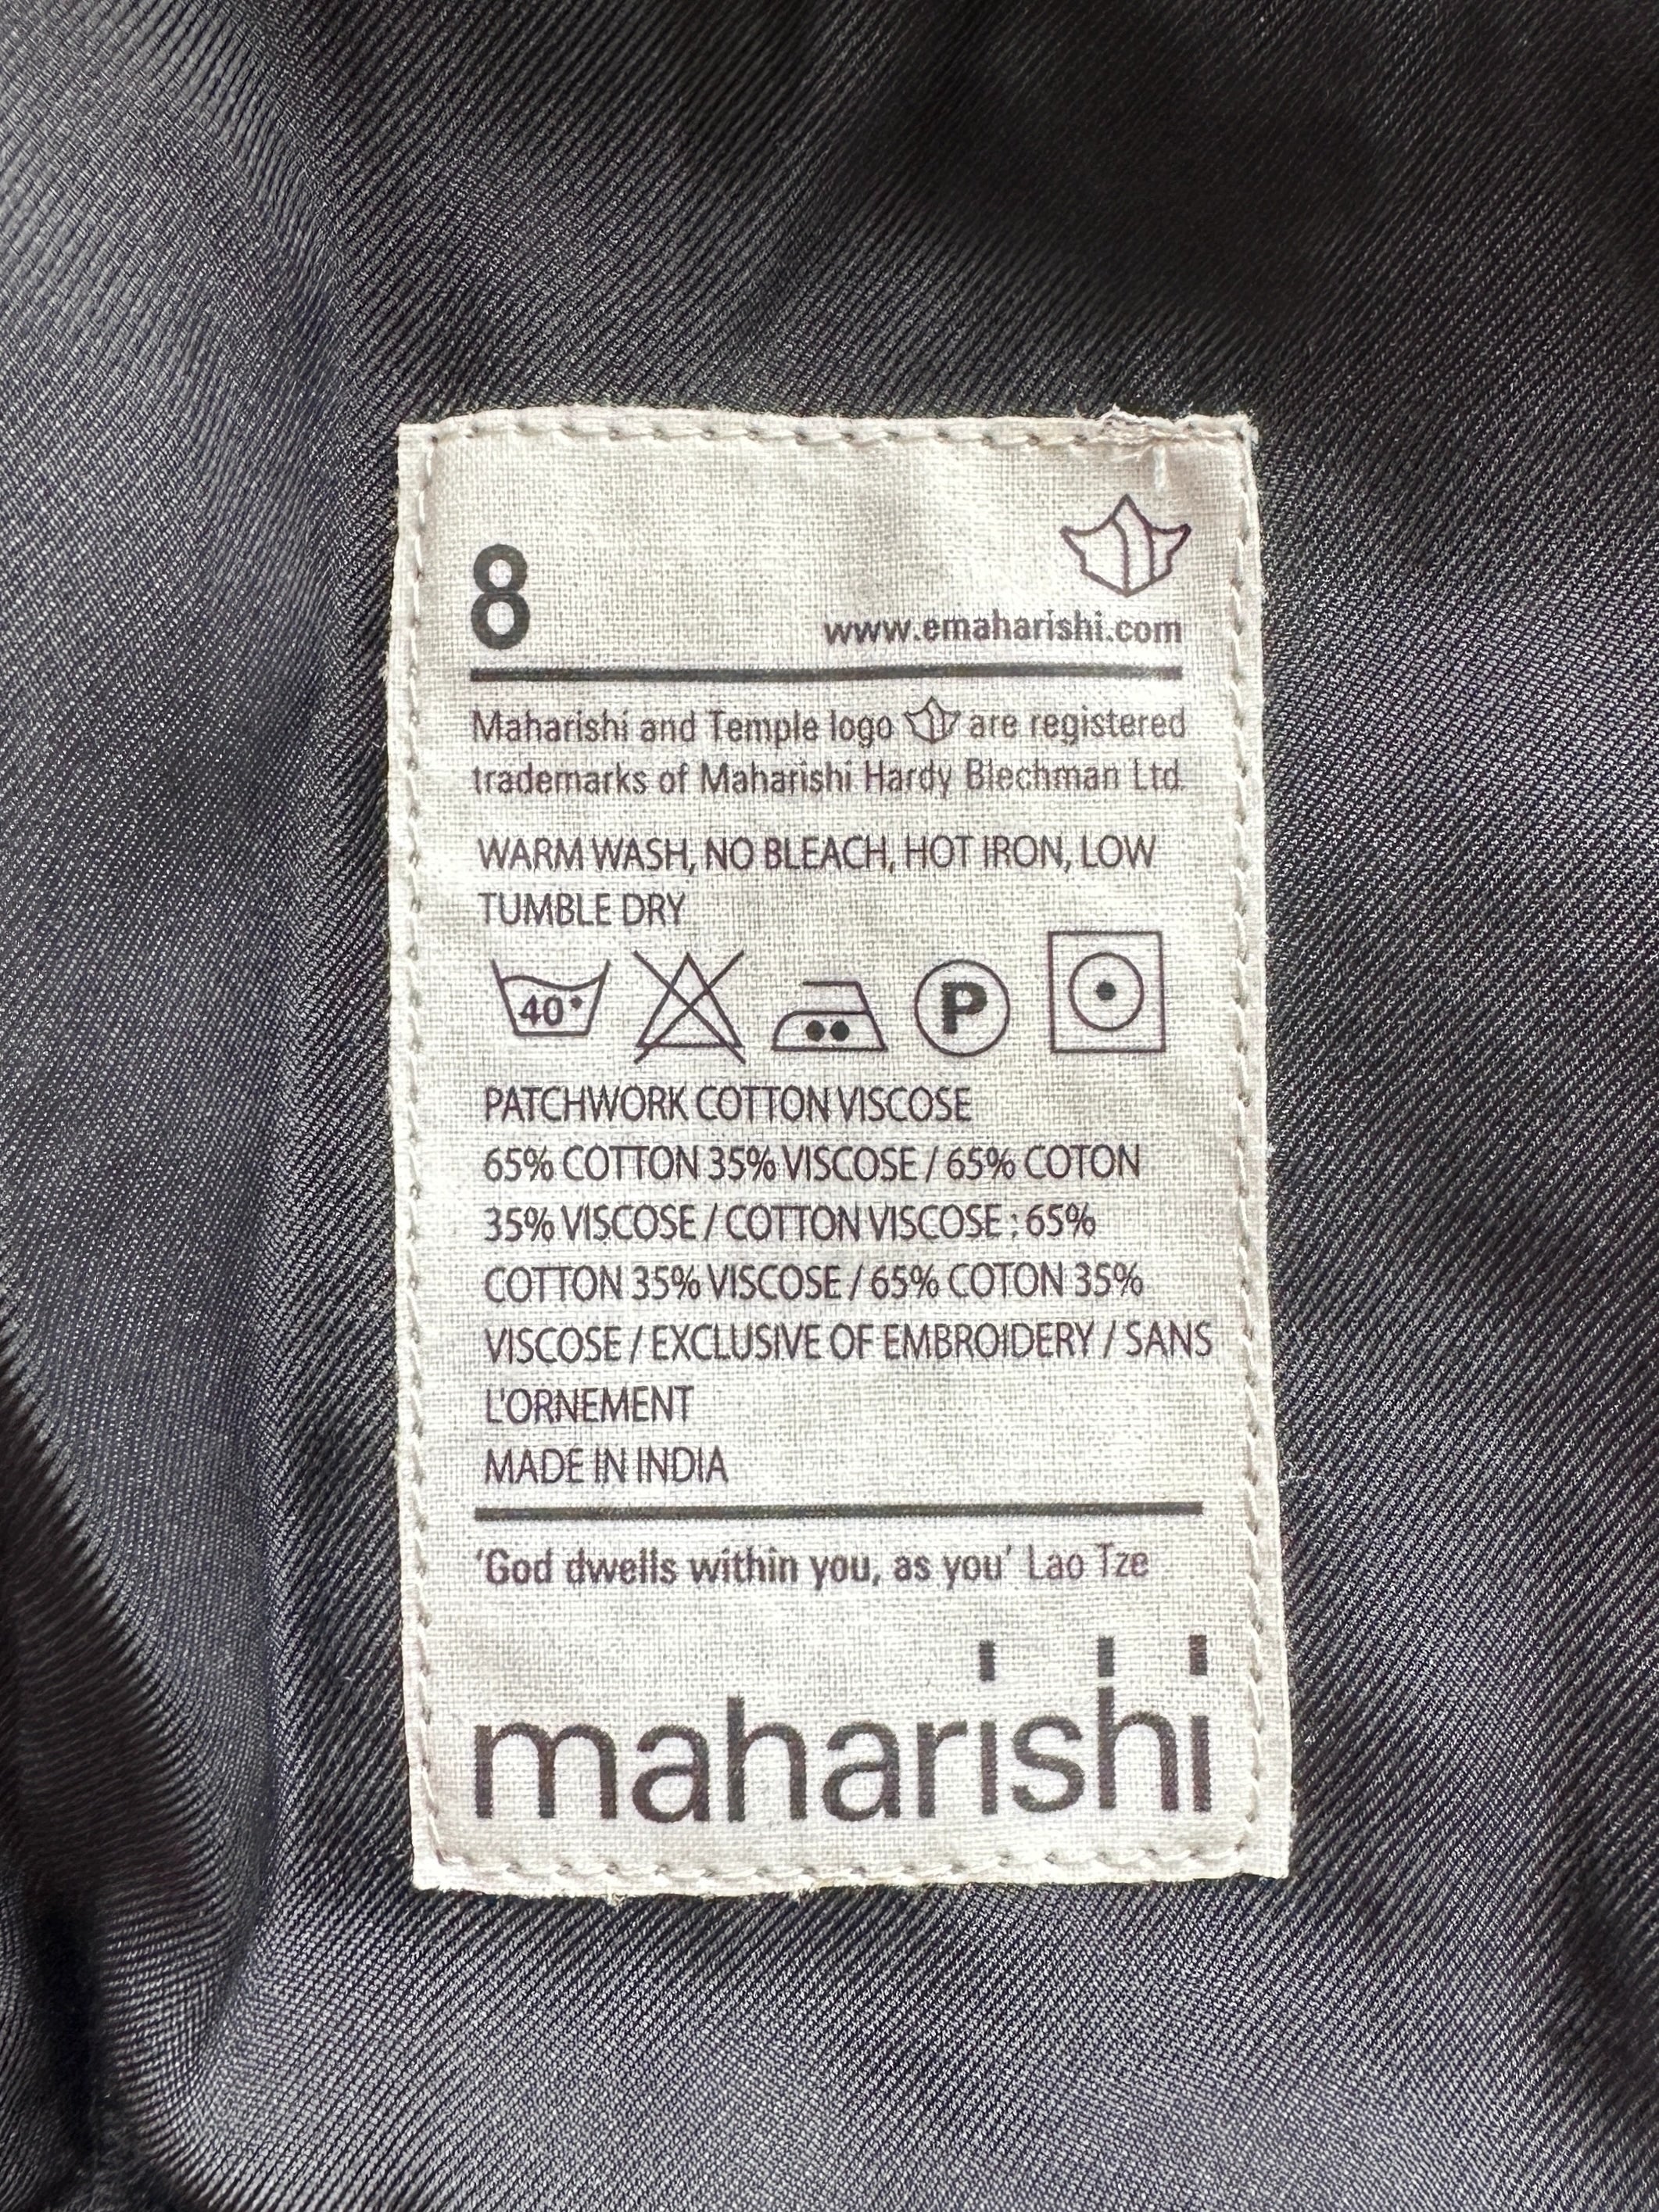 8
www.emaharishi.com
Maharishi and Temple logo are registered
trademarks of Maharishi Hardy Blechman Ltd.
WARM WASH, NO BLEACH, HOT IRON, LOW
TUMBLE DRY
40° P
PATCHWORK COTTON VISCOSE
65% COTTON 35% VISCOSE / 65% COTON
35% VISCOSE / COTTON VISCOSE : 65%
COTTON 35% VISCOSE / 65% COTON 35%
VISCOSE / EXCLUSIVE OF EMBROIDERY / SANS
L'ORNEMENT
MADE IN INDIA
'God dwells within you, as you' Lao Tze
maharishi